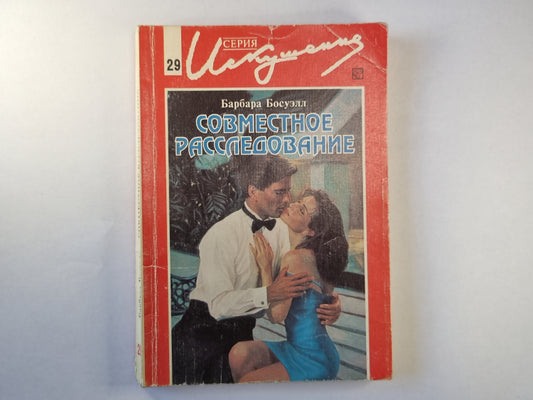 29
СЕРИЯ
Искушение
Барбара Босуэлл
СОВМЕСТНОЕ
РАССЛЕДОВАНИЕ